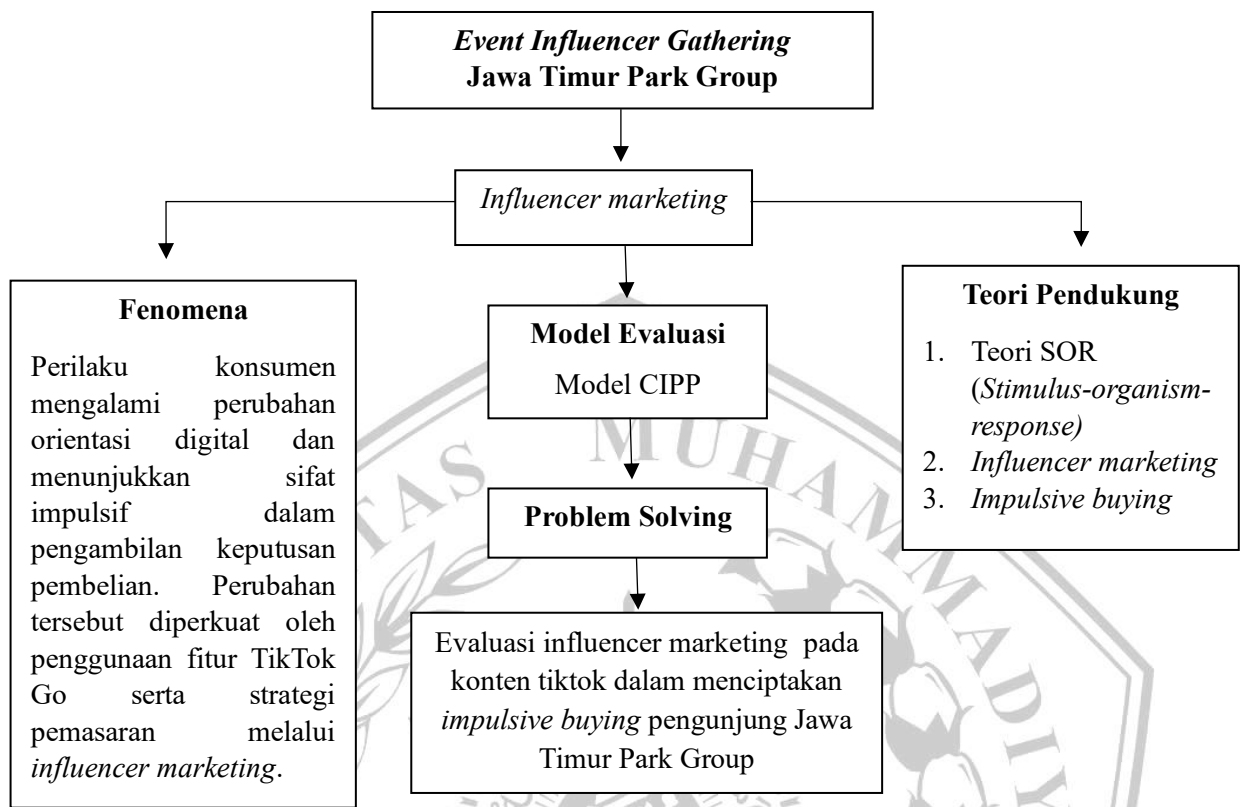 Event Influencer Gathering
Jawa Timur Park Group
Influencer marketing
Fenomena
Perilaku konsumen
mengalami perubahan
orientasi digital dan
menunjukkan sifat
impulsif dalam
pengambilan keputusan
pembelian. Perubahan
tersebut diperkuat oleh
penggunaan fitur TikTok
Go serta strategi
pemasaran melalui
influencer marketing.
Model Evaluasi
Model CIPP
Problem Solving
Evaluasi influencer marketing pada
konten tiktok dalam menciptakan
impulsive buying pengunjung Jawa
Timur Park Group
Teori Pendukung
1. Teori SOR
(Stimulus-organism-
response)
2. Influencer marketing
3. Impulsive buying
TAS MUHAMMADIY